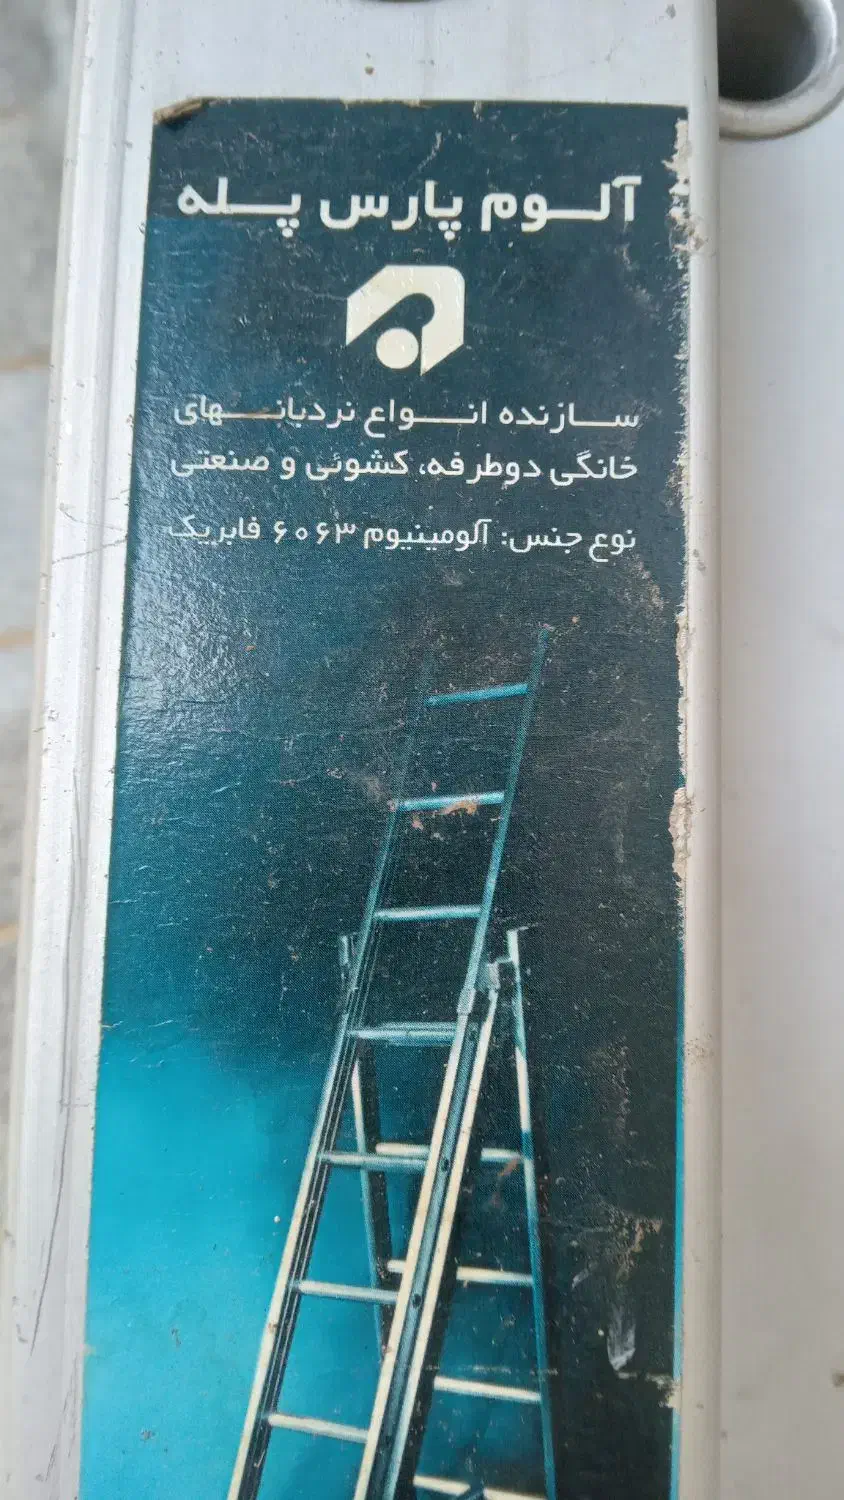 آلوم پارس پله
سازنده انواع نردبانهای
خانگی دوطرفه، کشوئی و صنعتی
نوع جنس: آلومینیوم ۶۰۶۳ فابریک